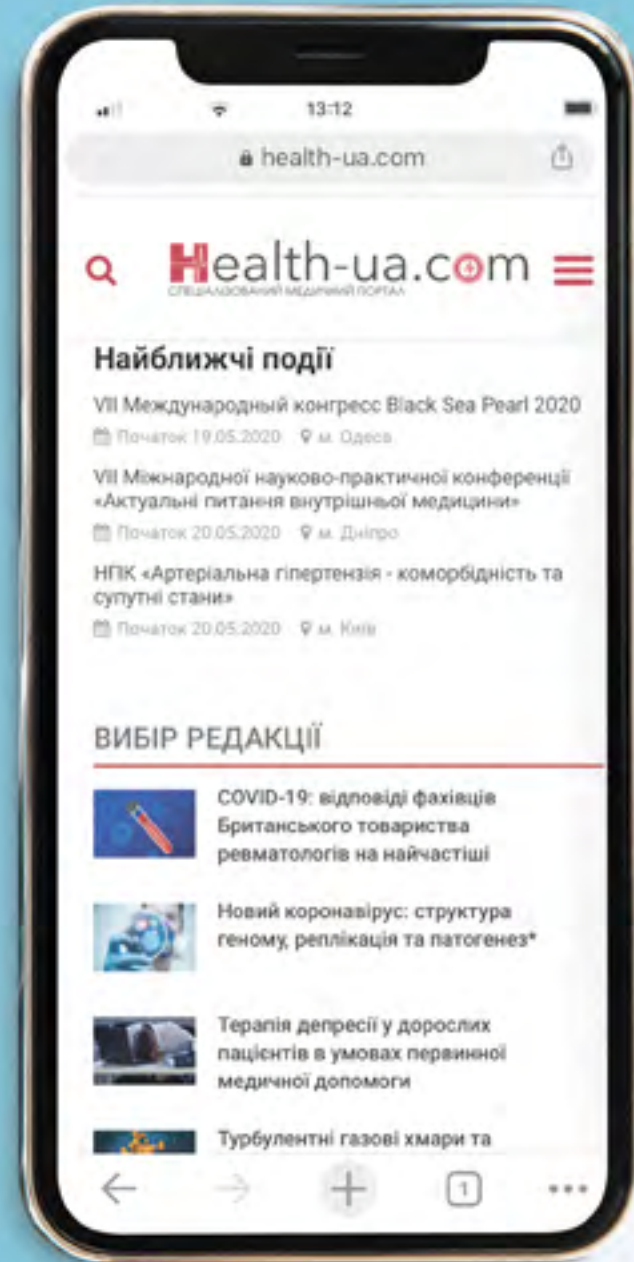 13:12
health-ua.com
Health-ua.com
СПЕЦІАЛІЗОВАНИЙ МЕДИЧНИЙ ПОРТАЛ
Найближчі події
VII Международный конгресс Black Sea Pearl 2020
Початок 19.05.2020 м. Одеса
VII Міжнародної науково-практичної конференції
«Актуальні питання внутрішньої медицини»
Початок 20.05.2020 м. Дніпро
НПК «Артеріальна гіпертензія - коморбідність та
супутні стани»
Початок 20.05.2020 м. Київ
ВИБІР РЕДАКЦІЇ
COVID-19: відповіді фахівців
Британського товариства
ревматологів на найчастіші
Новий коронавірус: структура
геному, реплікація та патогенез*
Терапія депресії у дорослих
пацієнтів в умовах первинної
медичної допомоги
Турбулентні газові хмари та
1